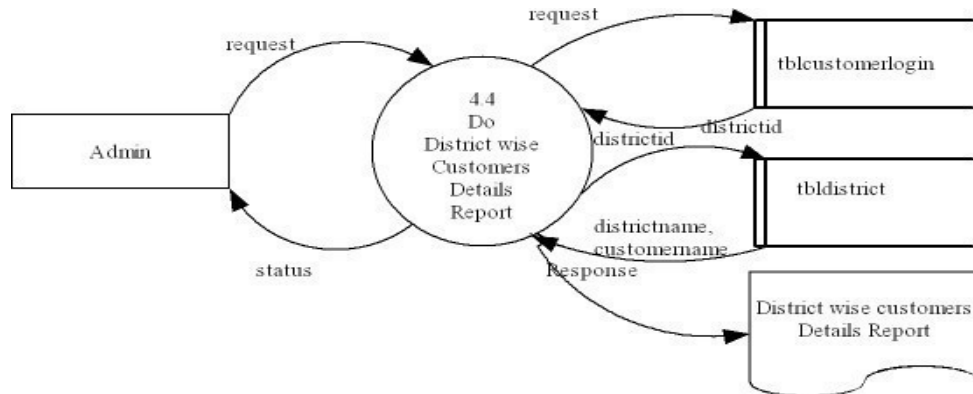 request
request
tblcustomerlogin
4.4
Do
District wise
Customers
Details
Report
Admin
districtid
districtid
tbldistrict
districtname,
customername
status
Response
District wise customers
Details Report